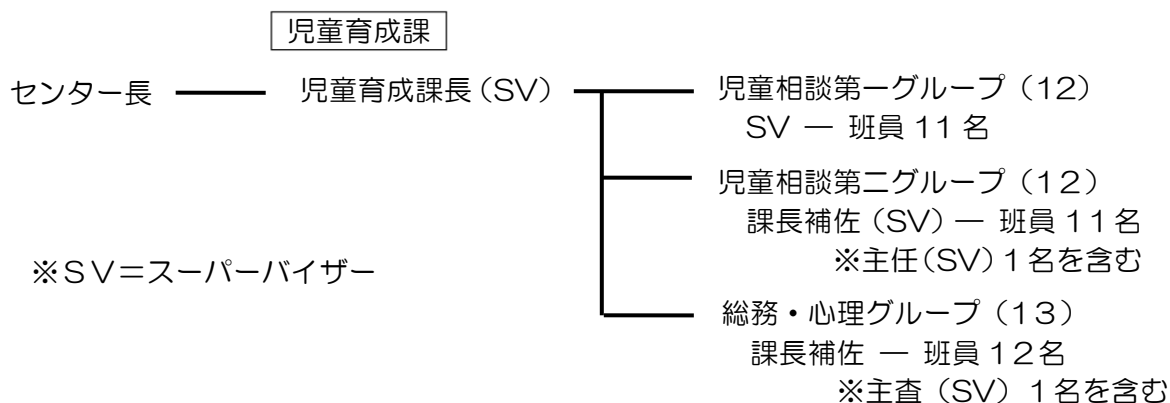 児童育成課
センター長 児童育成課長(SV)
児童相談第一グループ(12)
SV ― 班員11名
児童相談第二グループ(12)
課長補佐(SV)― 班員11名
※主任(SV)1名を含む
※SV=スーパーバイザー
総務・心理グループ(13)
課長補佐 ― 班員12名
※主査(SV)1名を含む